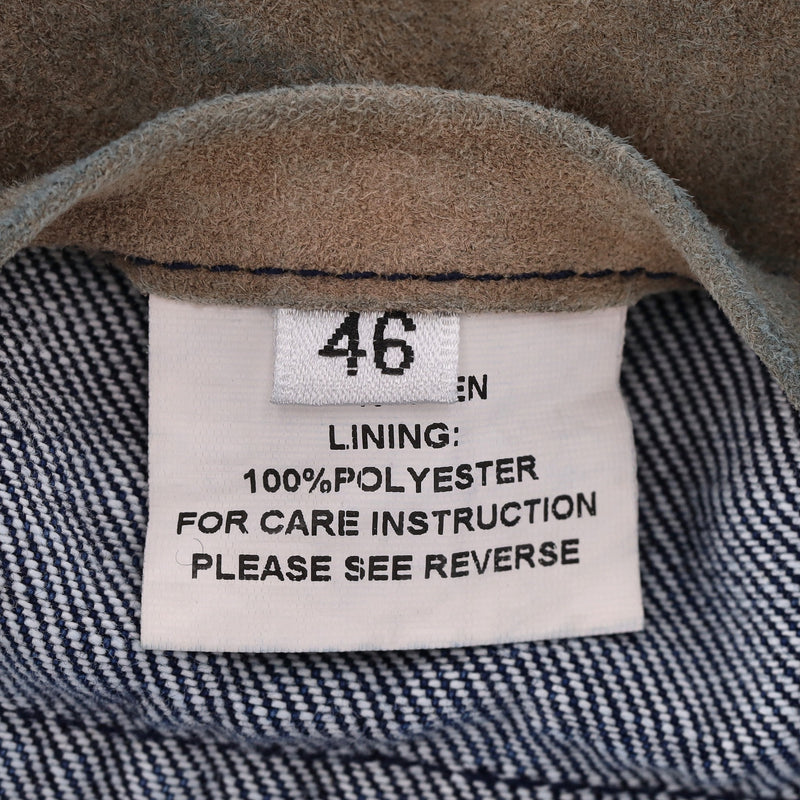 46
LINING:
100%POLYESTER
FOR CARE INSTRUCTION
PLEASE SEE REVERSE